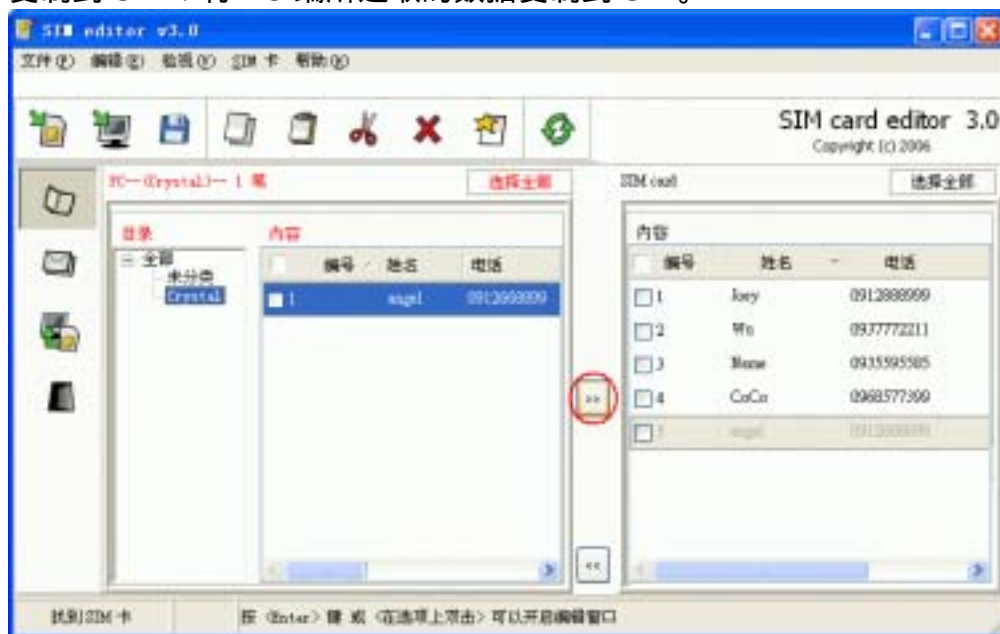 SIM editor v3.0
文件(F) 编辑(E) 检视(V) SIM 卡 帮助(H)
SIM card editor 3.0
Copyright (c) 2006
PC--(Crystal)-- 1 笔 选择全部
SIM card 选择全部
目录
全部
未分类
Crystal
内容
编号 姓名 电话
1 angel
内容
编号 姓名 电话
1 Joey 0912888999
2 Wu 0937772211
3 0935595585
4 CoCo 0968577399
5 angel
>>
<<
找到SIM 卡 按 <Enter> 键 或 <在选项上双击> 可以开启编辑窗口